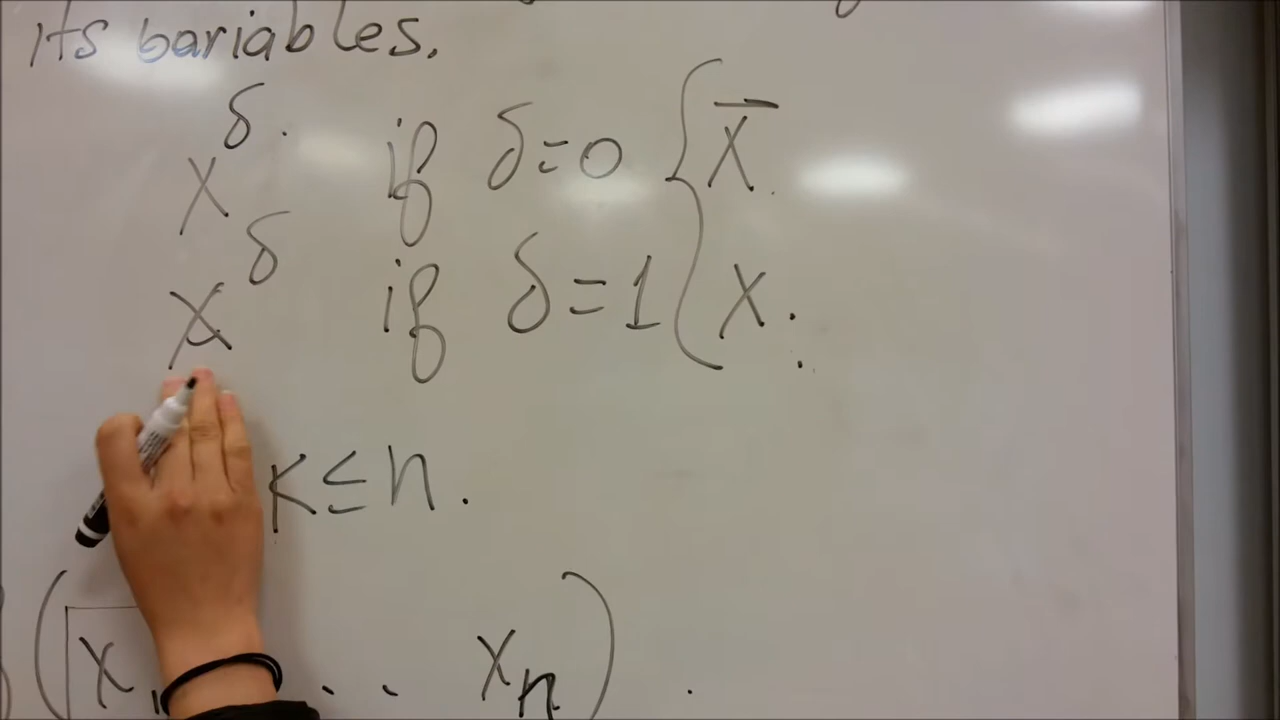 its bariables.
x^δ. if δ=0 { x̄.
x^δ if δ=1 { x.
K≤n.
(x, .. xₙ) .